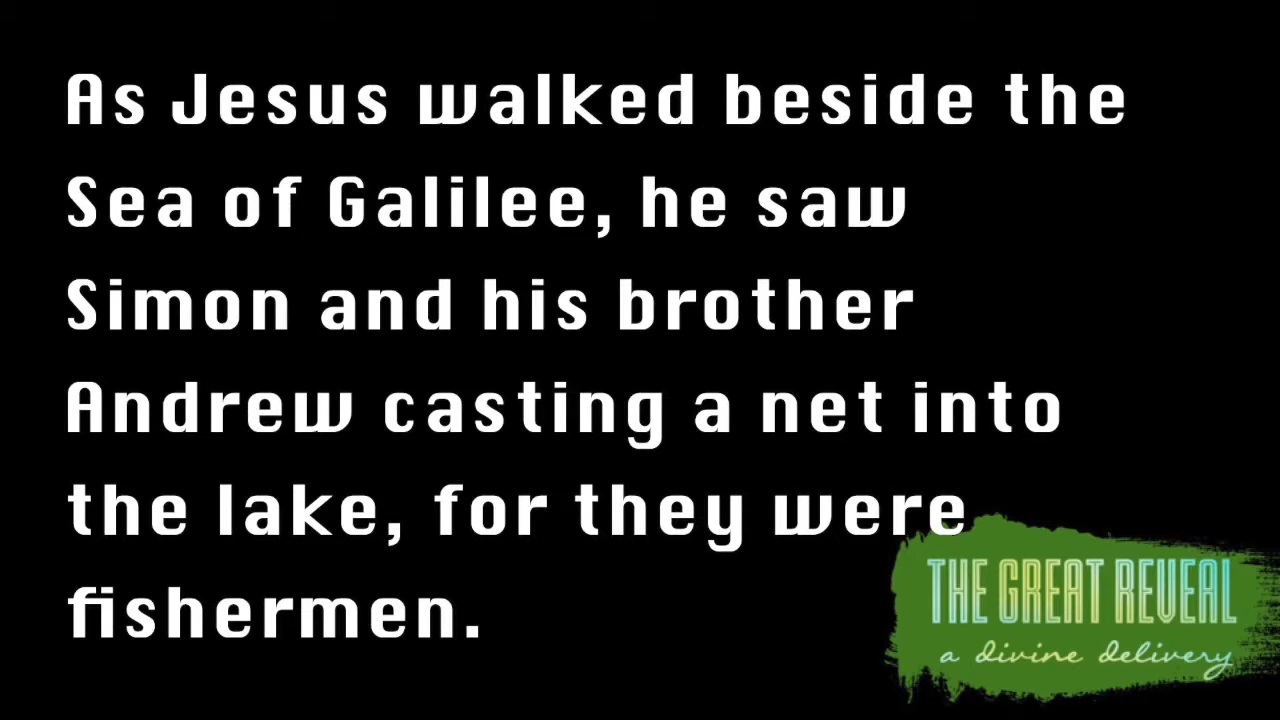 As Jesus walked beside the
Sea of Galilee, he saw
Simon and his brother
Andrew casting a net into
the lake, for they were
fishermen.
THE GREAT REVEAL
a divine delivery